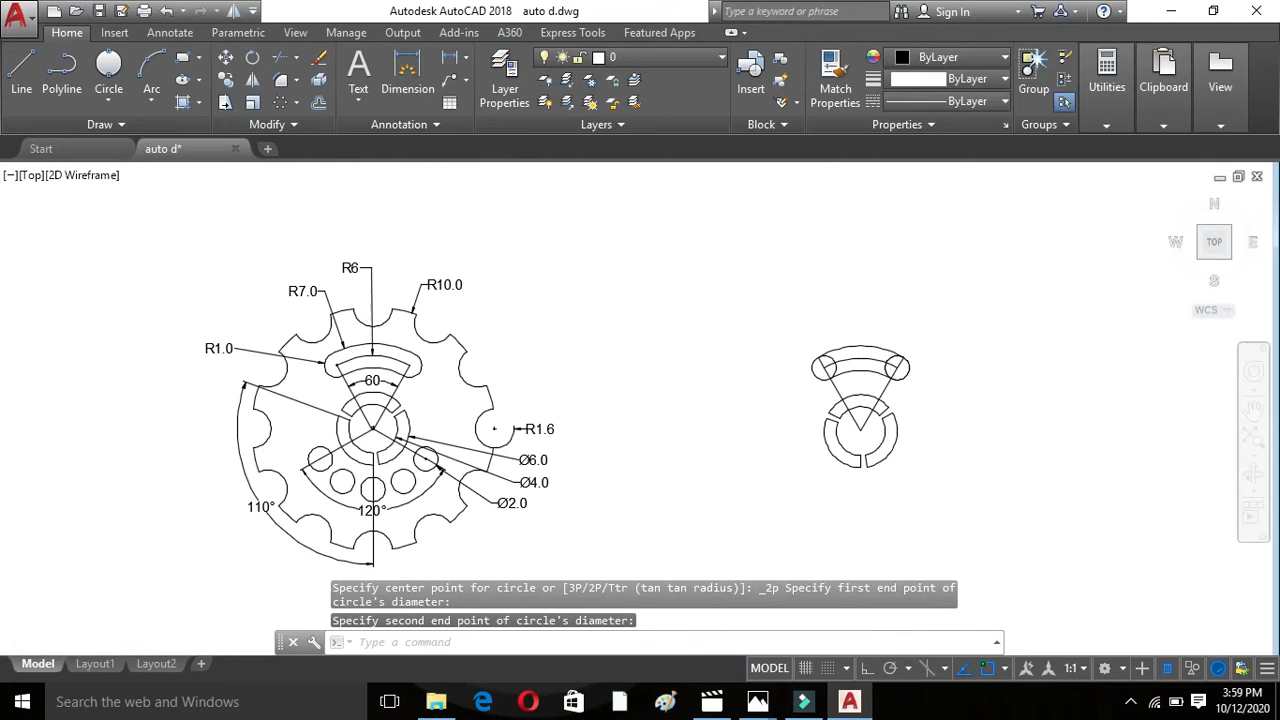 Autodesk AutoCAD 2018 auto d.dwg
Type a keyword or phrase
Sign In
Home Insert Annotate Parametric View Manage Output Add-ins A360 Express Tools Featured Apps
Line Polyline Circle Arc
Text Dimension
Layer Properties
0
Insert
Match Properties
ByLayer
ByLayer
ByLayer
Group
Utilities
Clipboard
View
Draw Modify Annotation Layers Block Properties Groups
Start auto d*
[−][Top][2D Wireframe]
N
W TOP E
S
WCS
R6
R10.0
R7.0
R1.0
60
R1.6
Ø6.0
Ø4.0
Ø2.0
110°
120°
Specify center point for circle or [3P/2P/Ttr (tan tan radius)]: _2p Specify first end point of
circle's diameter:
Specify second end point of circle's diameter:
Type a command
Model Layout1 Layout2 +
MODEL 1:1
Search the web and Windows
3:59 PM
10/12/2020